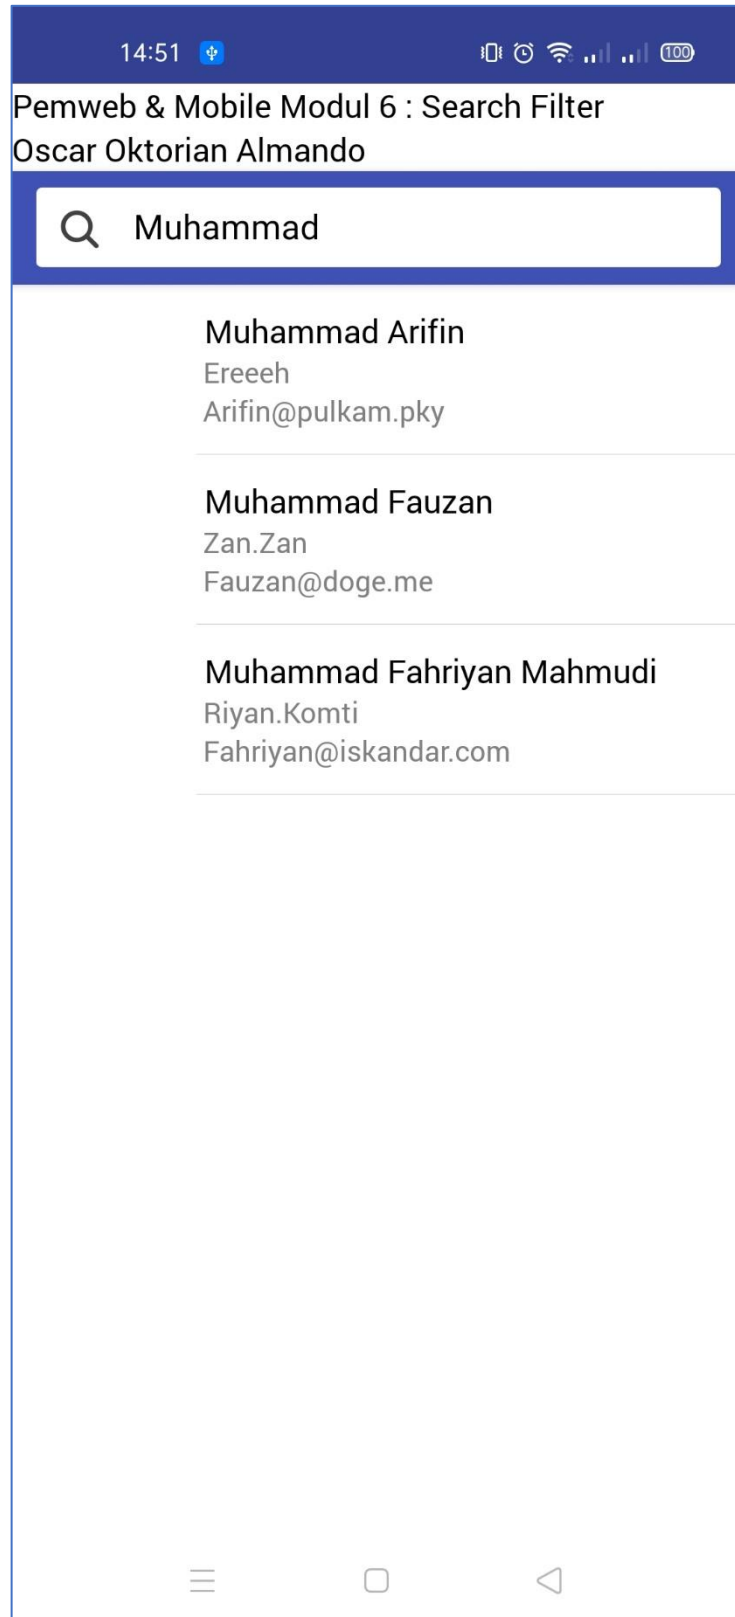 14:51
100
Pemweb & Mobile Modul 6 : Search Filter
Oscar Oktorian Almando
Muhammad
Muhammad Arifin
Ereeeh
Arifin@pulkam.pky
Muhammad Fauzan
Zan.Zan
Fauzan@doge.me
Muhammad Fahriyan Mahmudi
Riyan.Komti
Fahriyan@iskandar.com